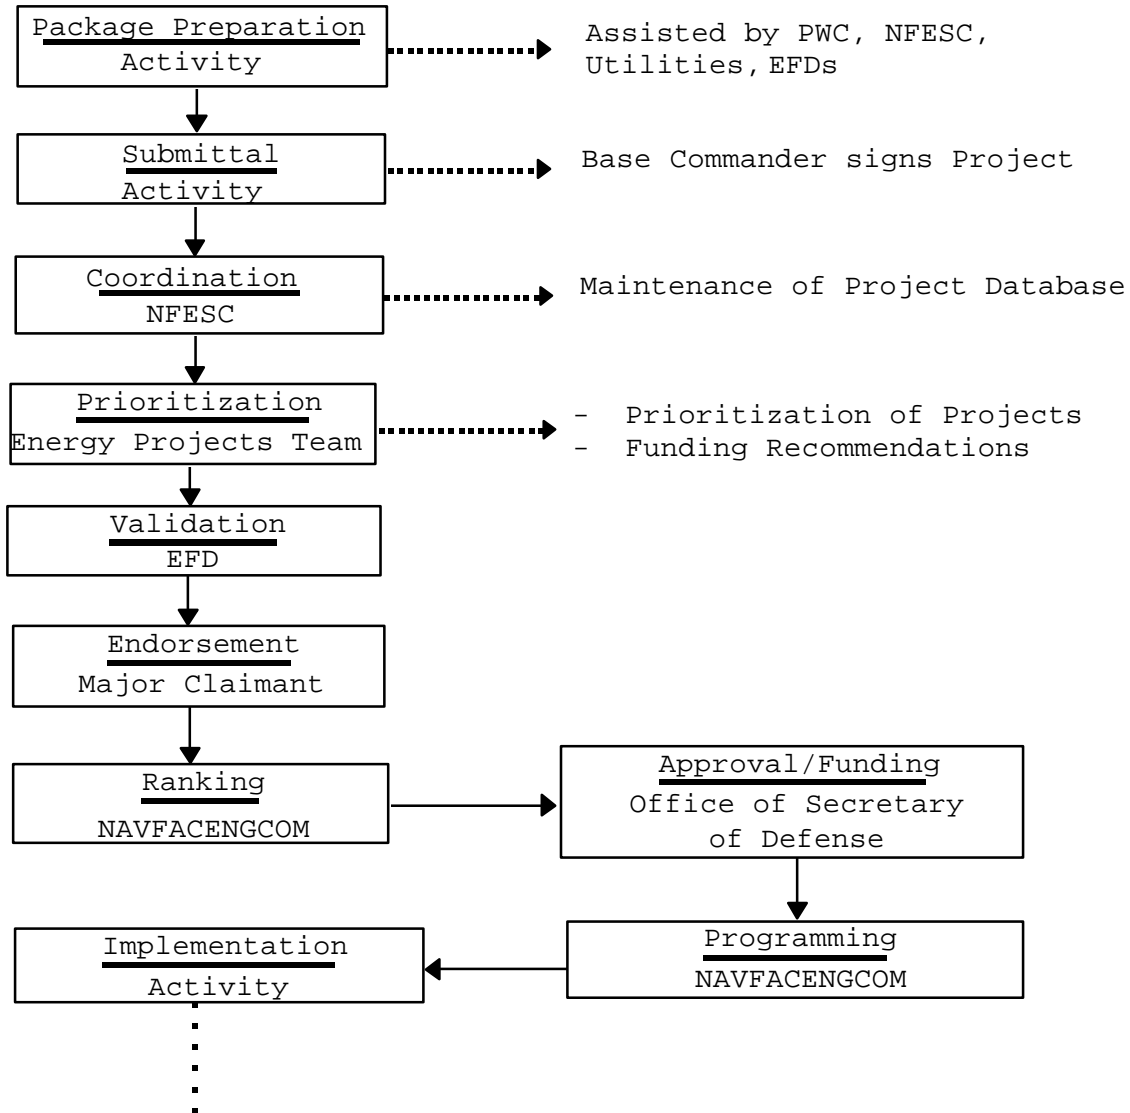 Package Preparation
Activity
Assisted by PWC, NFESC,
Utilities, EFDs
Submittal
Activity
Base Commander signs Project
Coordination
NFESC
Maintenance of Project Database
Prioritization
Energy Projects Team
- Prioritization of Projects
- Funding Recommendations
Validation
EFD
Endorsement
Major Claimant
Ranking
NAVFACENGCOM
Approval/Funding
Office of Secretary
of Defense
Programming
NAVFACENGCOM
Implementation
Activity